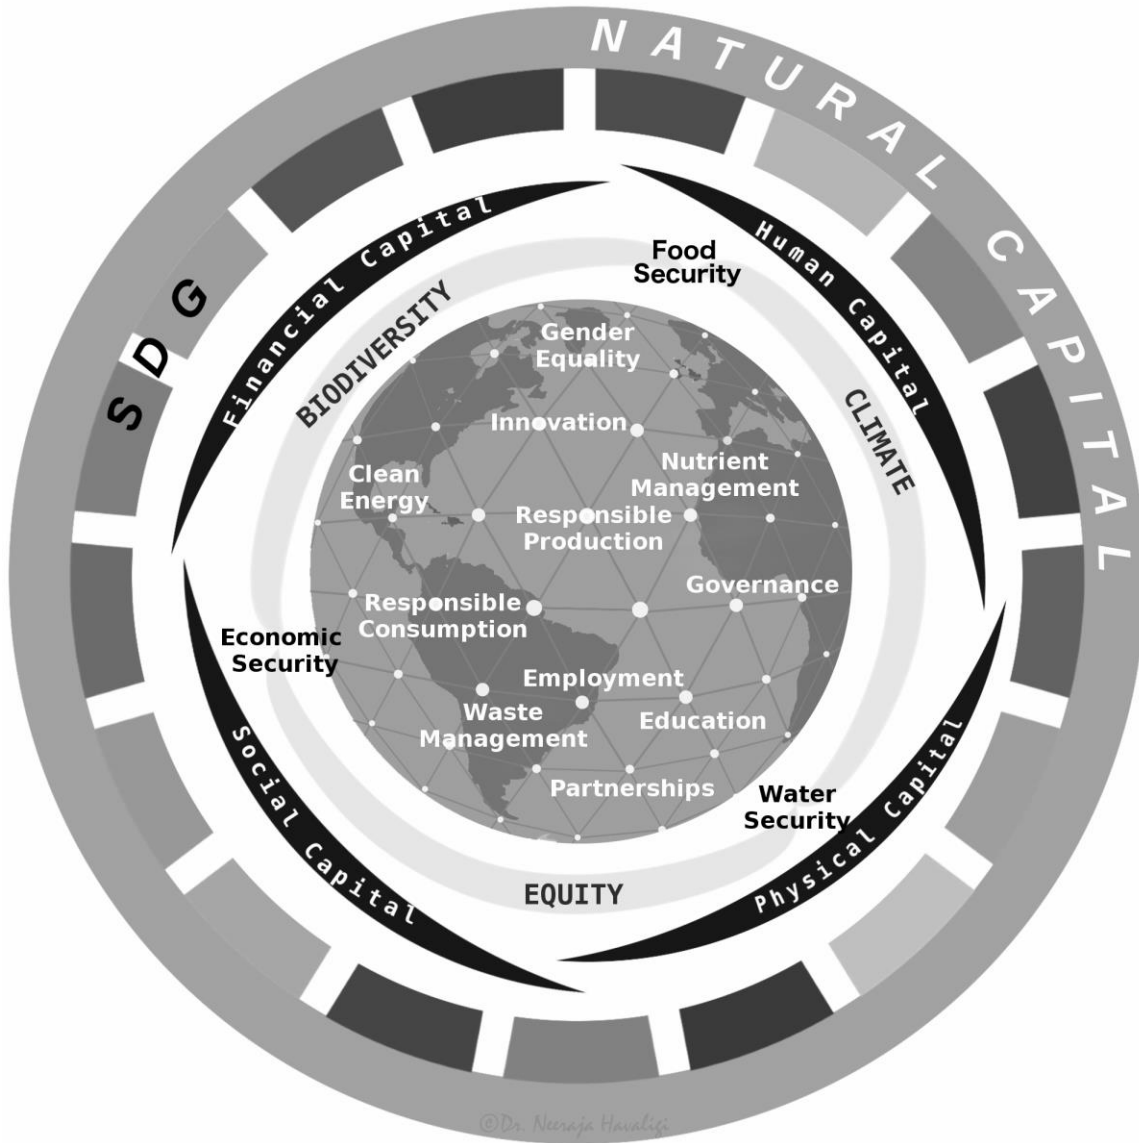 NATURAL CAPITAL
SDG
Financial Capital
Human Capital
Food
Security
BIODIVERSITY
CLIMATE
Gender
Equality
Innovation
Clean
Energy
Nutrient
Management
Responsible
Production
Governance
Responsible
Consumption
Economic
Security
Employment
Waste
Management
Education
Partnerships
Water
Security
Social Capital
Physical Capital
EQUITY
©Dr. Neeraja Havaligi